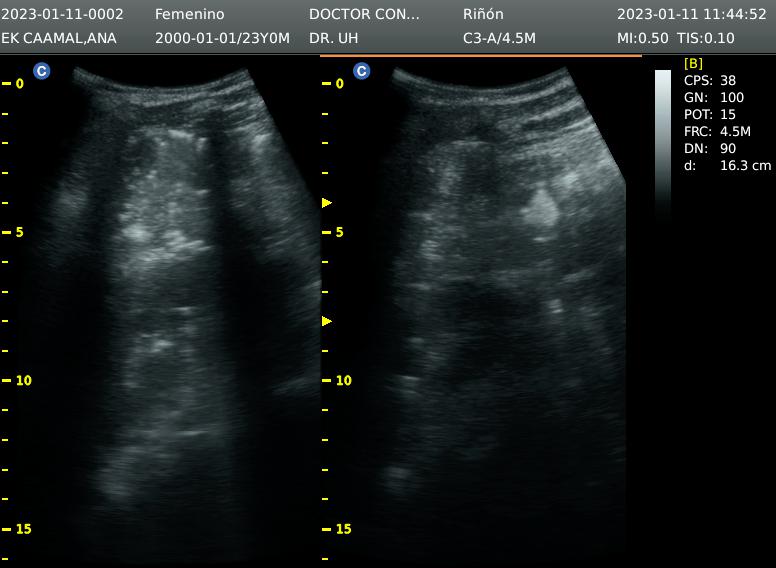 2023-01-11-0002 Femenino DOCTOR CON... Riñón 2023-01-11 11:44:52
EK CAAMAL,ANA 2000-01-01/23Y0M DR. UH C3-A/4.5M MI:0.50 TIS:0.10
C
C
[B]
CPS: 38
GN: 100
POT: 15
FRC: 4.5M
DN: 90
d: 16.3 cm
0
5
10
15
0
5
10
15